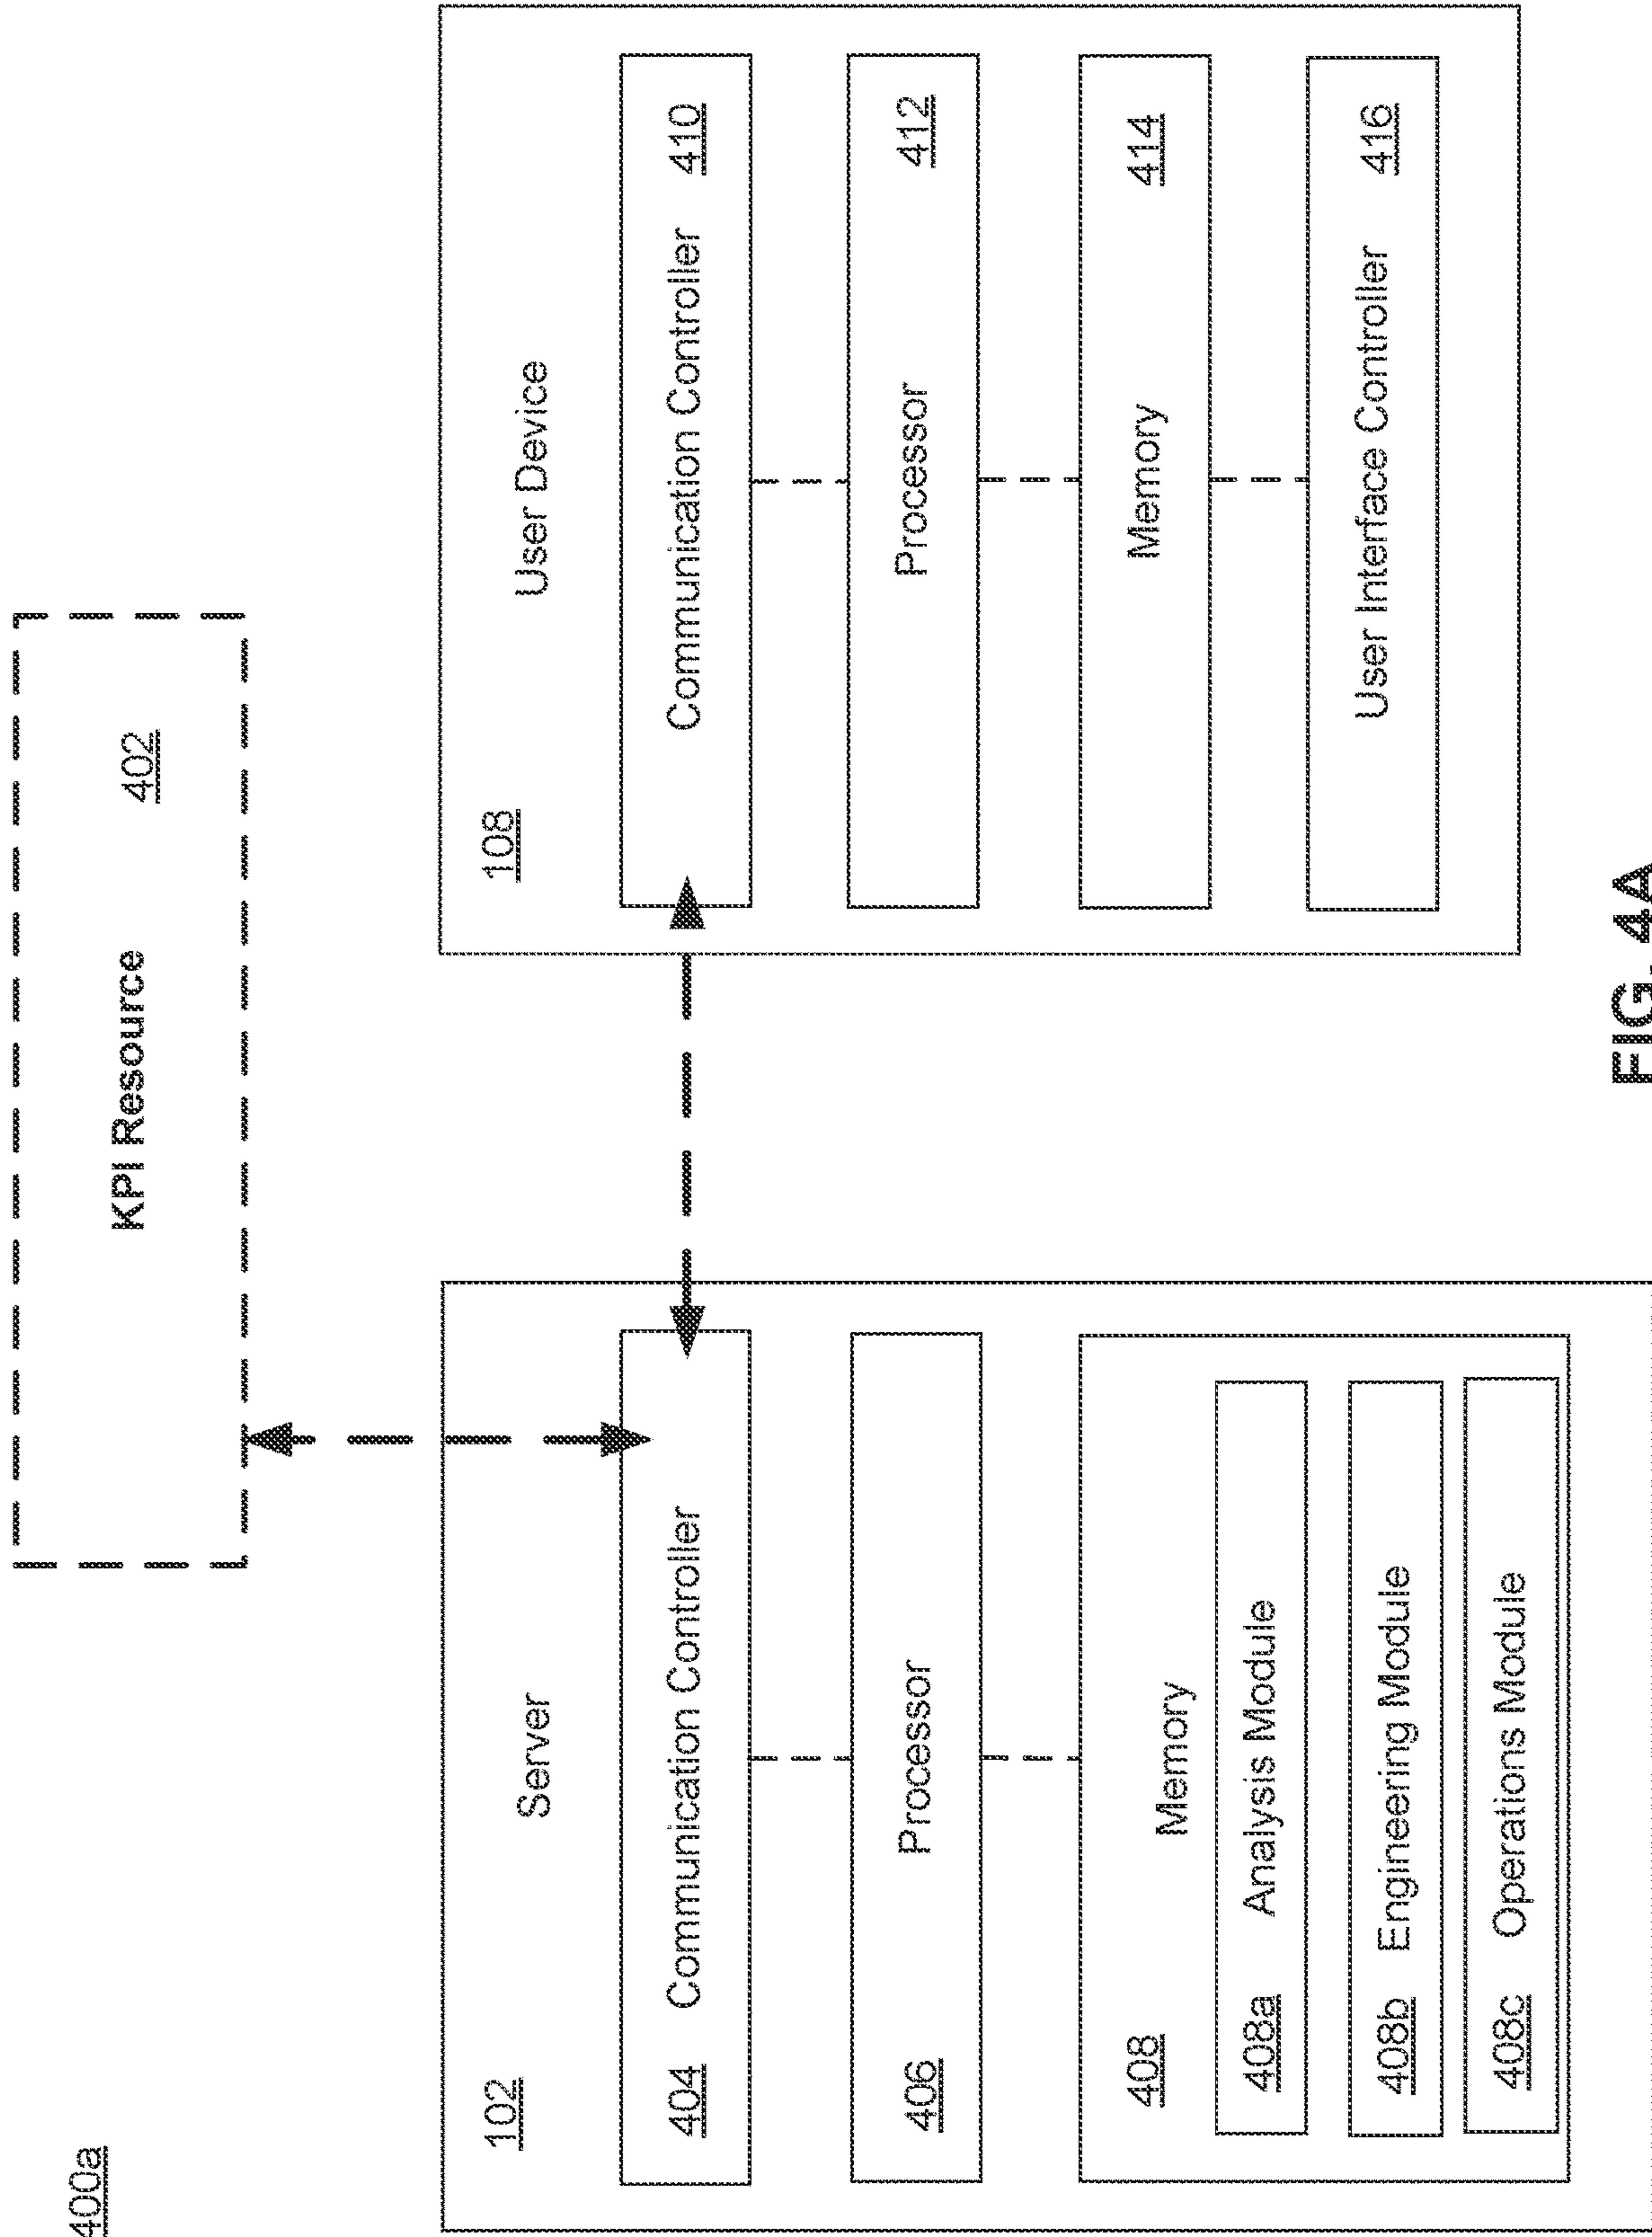 400a
KPI Resource 402
102 Server
404 Communication Controller
406 Processor
408 Memory
408a Analysis Module
408b Engineering Module
408c Operations Module
108 User Device
Communication Controller 410
Processor 412
Memory 414
User Interface Controller 416
FIG. 4A